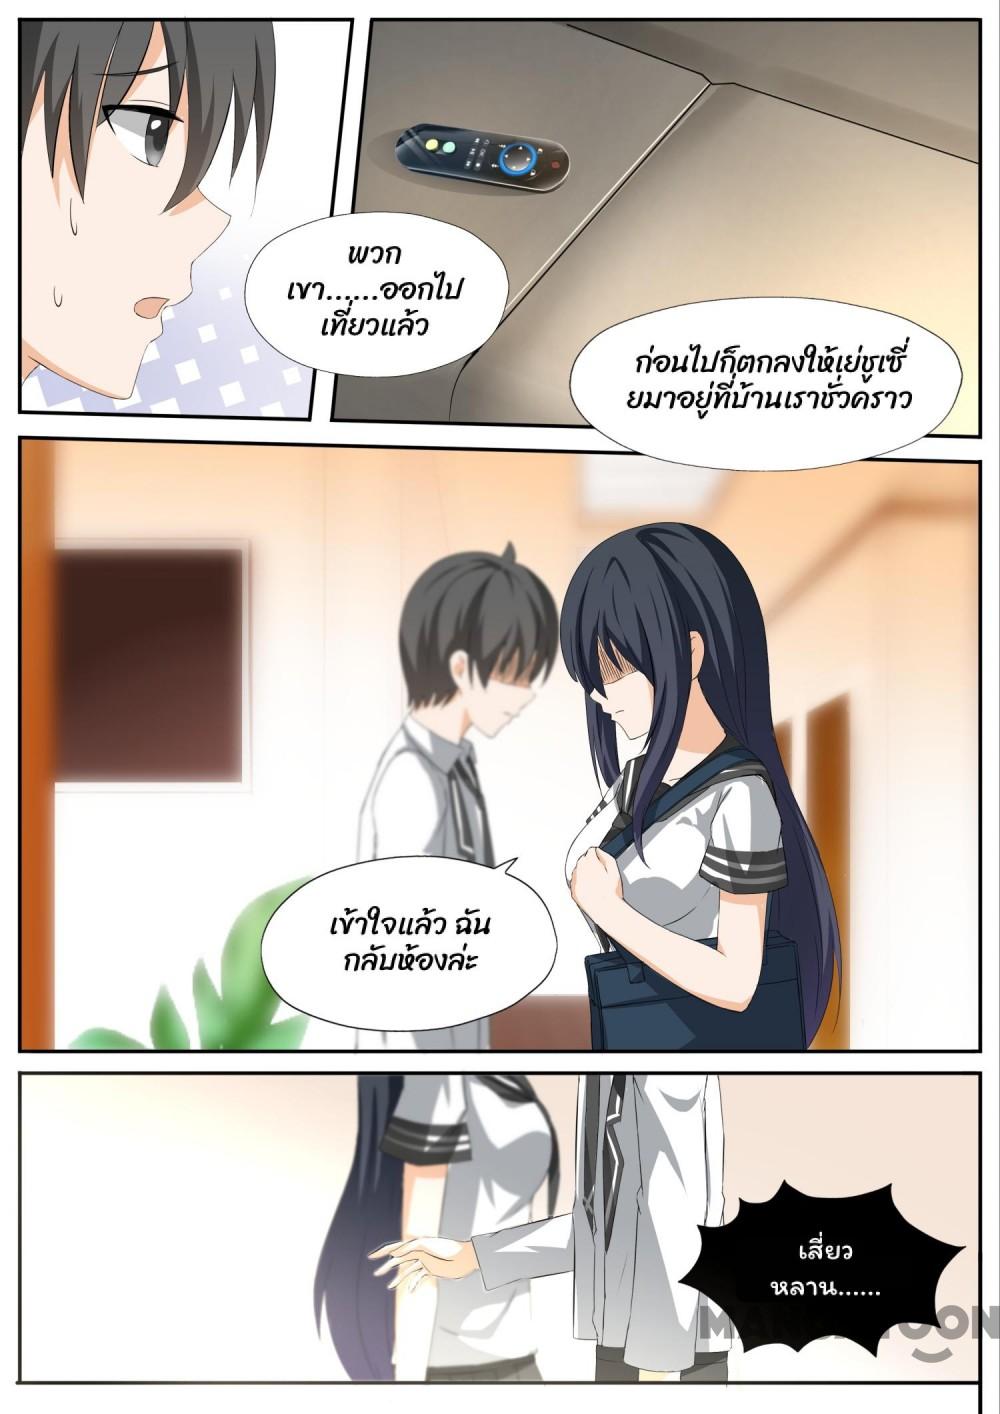 พวก
เขา......ออกไป
เที่ยวแล้ว
ก่อนไปก็ตกลงให้เย่ชูเซี่
ยมาอยู่ที่บ้านเราชั่วคราว
เข้าใจแล้ว ฉัน
กลับห้องล่ะ
เสี่ยว
หลาน......
MANGATOON